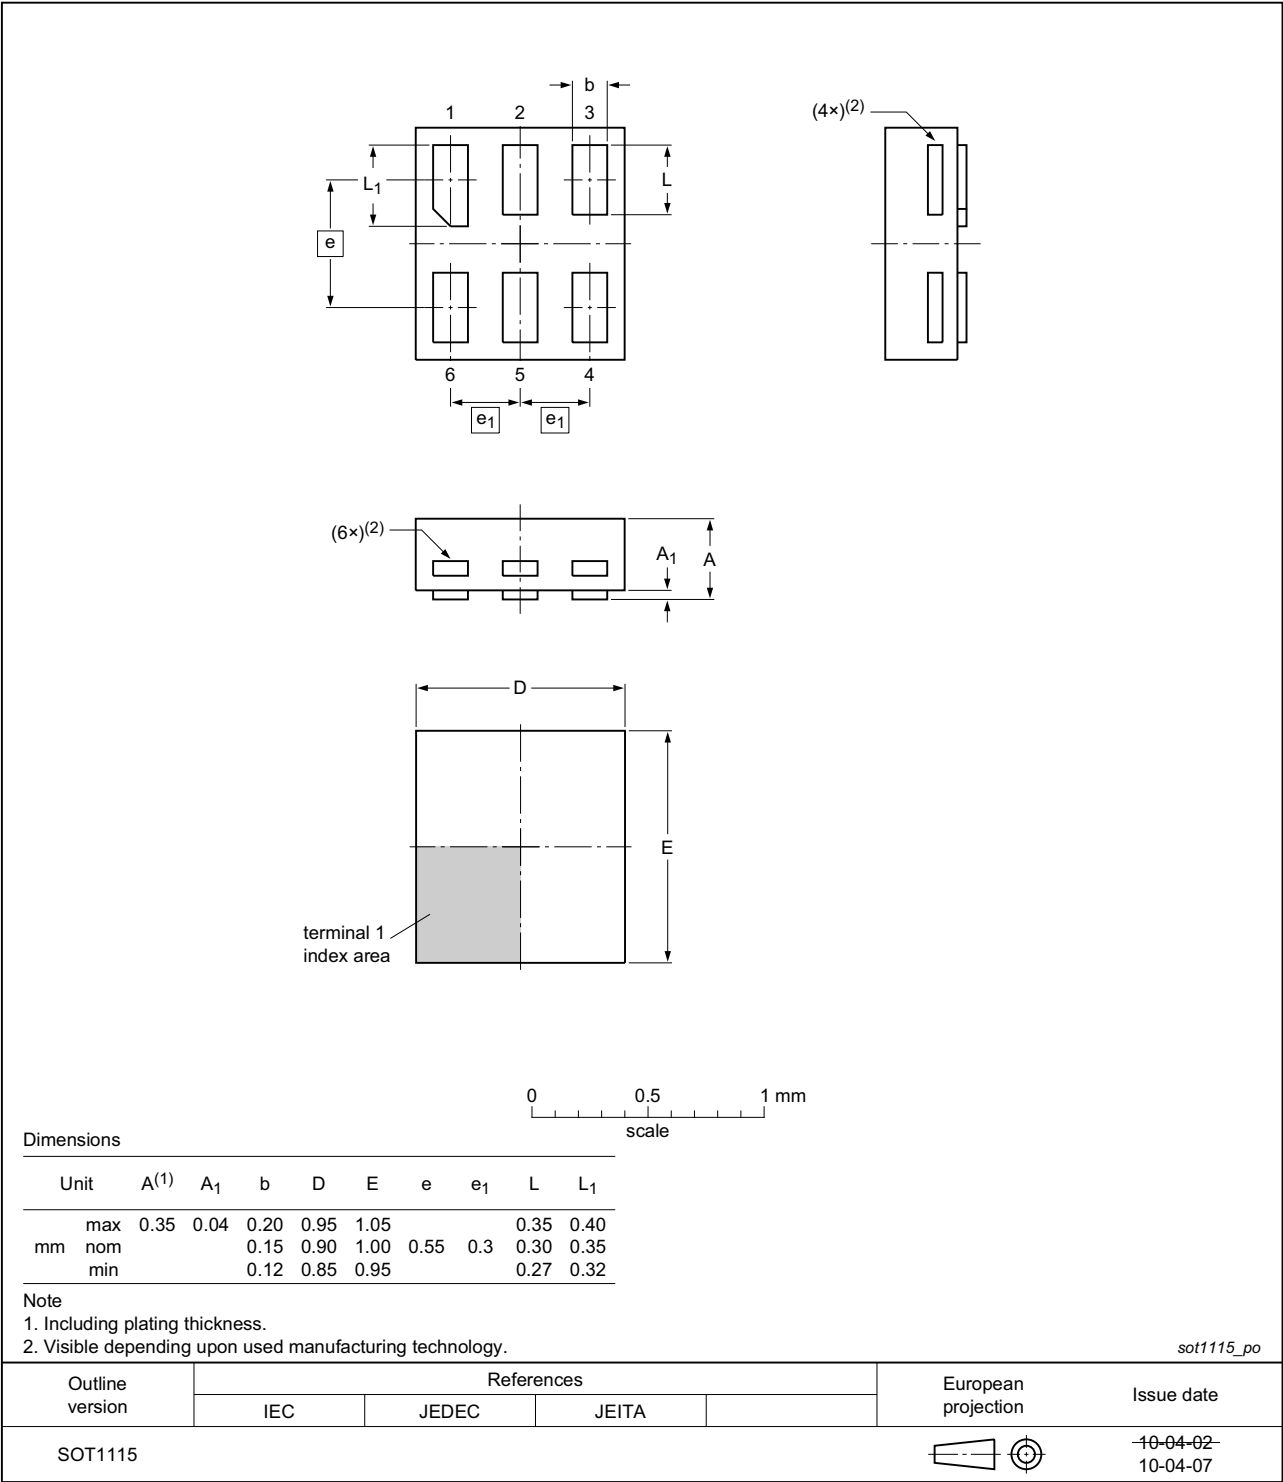 b
1 2 3
(4×)(2)
L1
L
e
6 5 4
e1 e1
(6×)(2)
A1
A
D
E
terminal 1
index area
0 0.5 1 mm
scale
Dimensions
Unit A(1) A1 b D E e e1 L L1
max 0.35 0.04 0.20 0.95 1.05 0.35 0.40
mm nom 0.15 0.90 1.00 0.55 0.3 0.30 0.35
min 0.12 0.85 0.95 0.27 0.32
Note
1. Including plating thickness.
2. Visible depending upon used manufacturing technology.
sot1115_po
Outline
version
References
IEC JEDEC JEITA
European
projection
Issue date
SOT1115
10-04-02
10-04-07